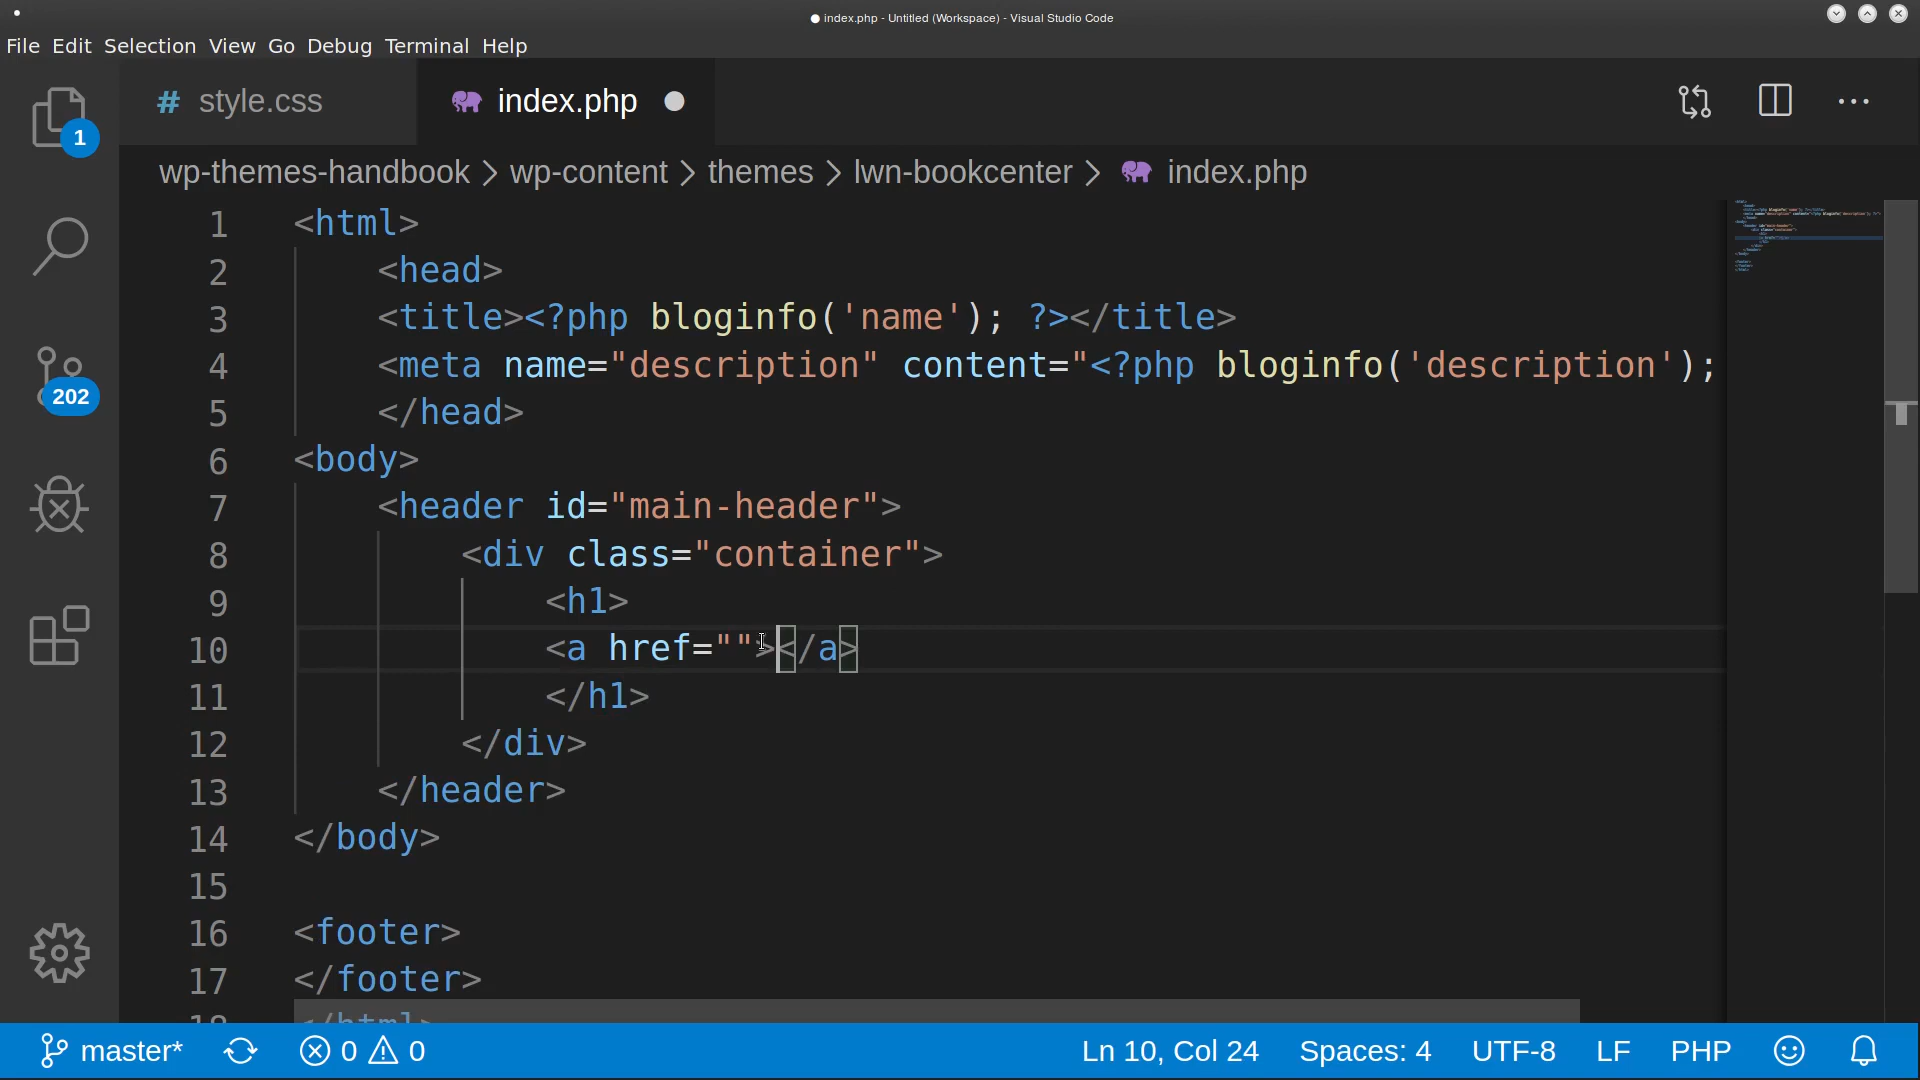 ● index.php - Untitled (Workspace) - Visual Studio Code
File Edit Selection View Go Debug Terminal Help
1
# style.css
index.php ●
wp-themes-handbook > wp-content > themes > lwn-bookcenter > index.php
202
1 <html>
2 <head>
3 <title><?php bloginfo('name'); ?></title>
4 <meta name="description" content="<?php bloginfo('description');
5 </head>
6 <body>
7 <header id="main-header">
8 <div class="container">
9 <h1>
10 <a href=""></a>
11 </h1>
12 </div>
13 </header>
14 </body>
15
16 <footer>
17 </footer>
18 </html>
master* 0 0 Ln 10, Col 24 Spaces: 4 UTF-8 LF PHP